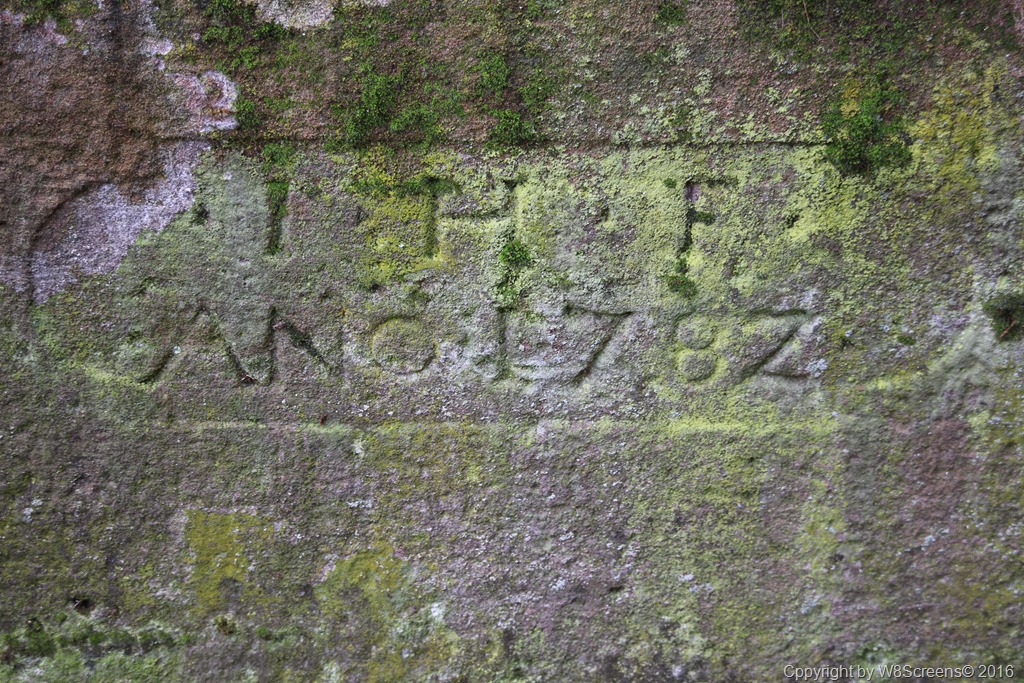 I H F
ANO 1782
Copyright by W8Screens© 2016